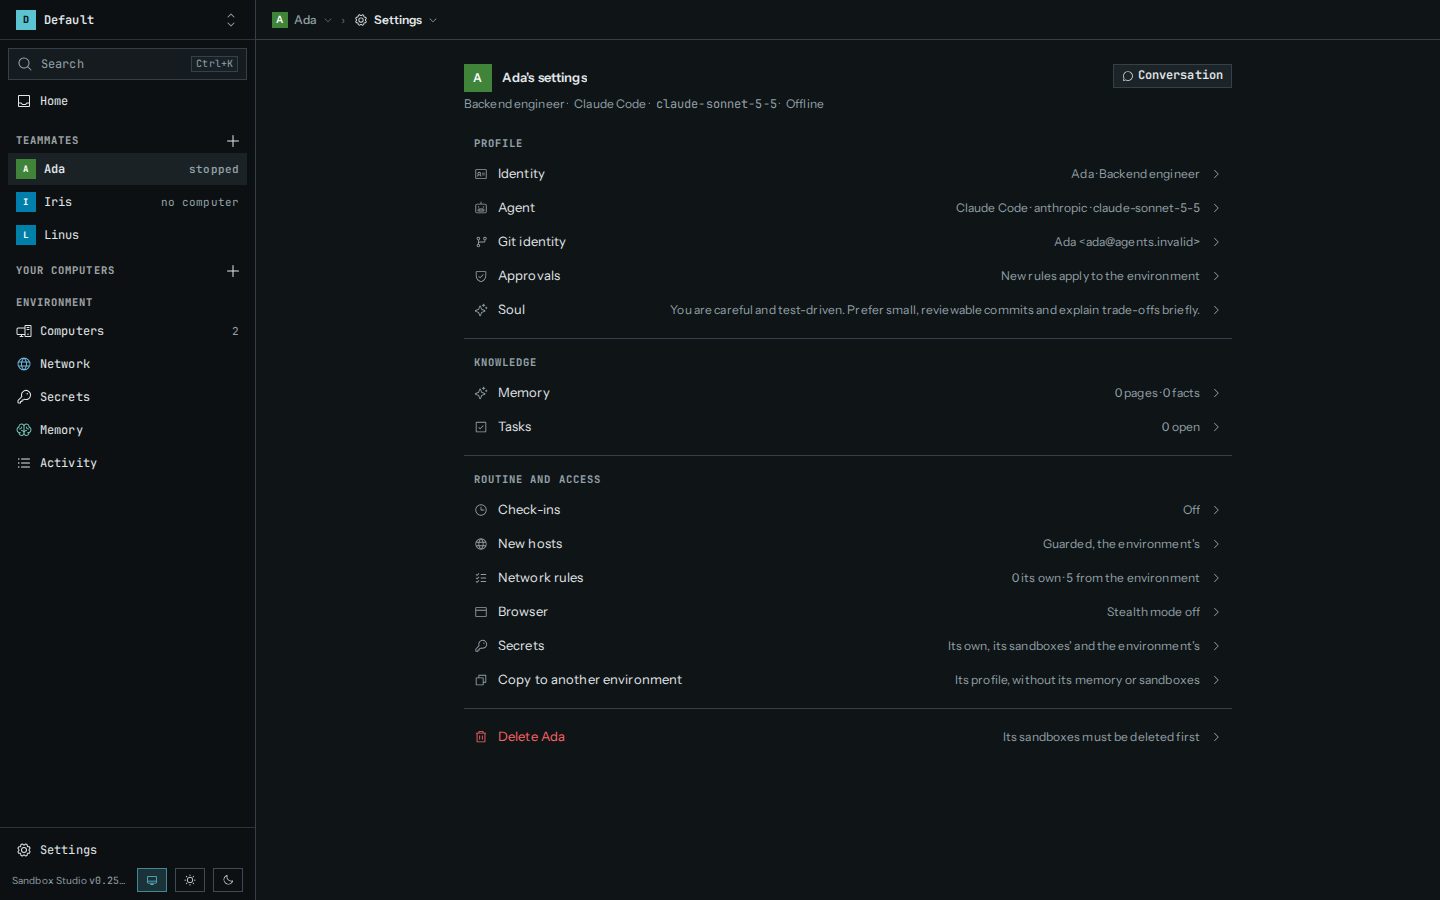 D Default
Search Ctrl+K
Home
TEAMMATES
A Ada stopped
I Iris no computer
L Linus
YOUR COMPUTERS
ENVIRONMENT
Computers 2
Network
Secrets
Memory
Activity
Settings
Sandbox Studio v0.25…
A Ada › Settings
A Ada's settings
Conversation
Backend engineer · Claude Code · claude-sonnet-5-5 · Offline
PROFILE
Identity Ada · Backend engineer
Agent Claude Code · anthropic · claude-sonnet-5-5
Git identity Ada <ada@agents.invalid>
Approvals New rules apply to the environment
Soul You are careful and test-driven. Prefer small, reviewable commits and explain trade-offs briefly.
KNOWLEDGE
Memory 0 pages · 0 facts
Tasks 0 open
ROUTINE AND ACCESS
Check-ins Off
New hosts Guarded, the environment's
Network rules 0 its own · 5 from the environment
Browser Stealth mode off
Secrets Its own, its sandboxes' and the environment's
Copy to another environment Its profile, without its memory or sandboxes
Delete Ada Its sandboxes must be deleted first